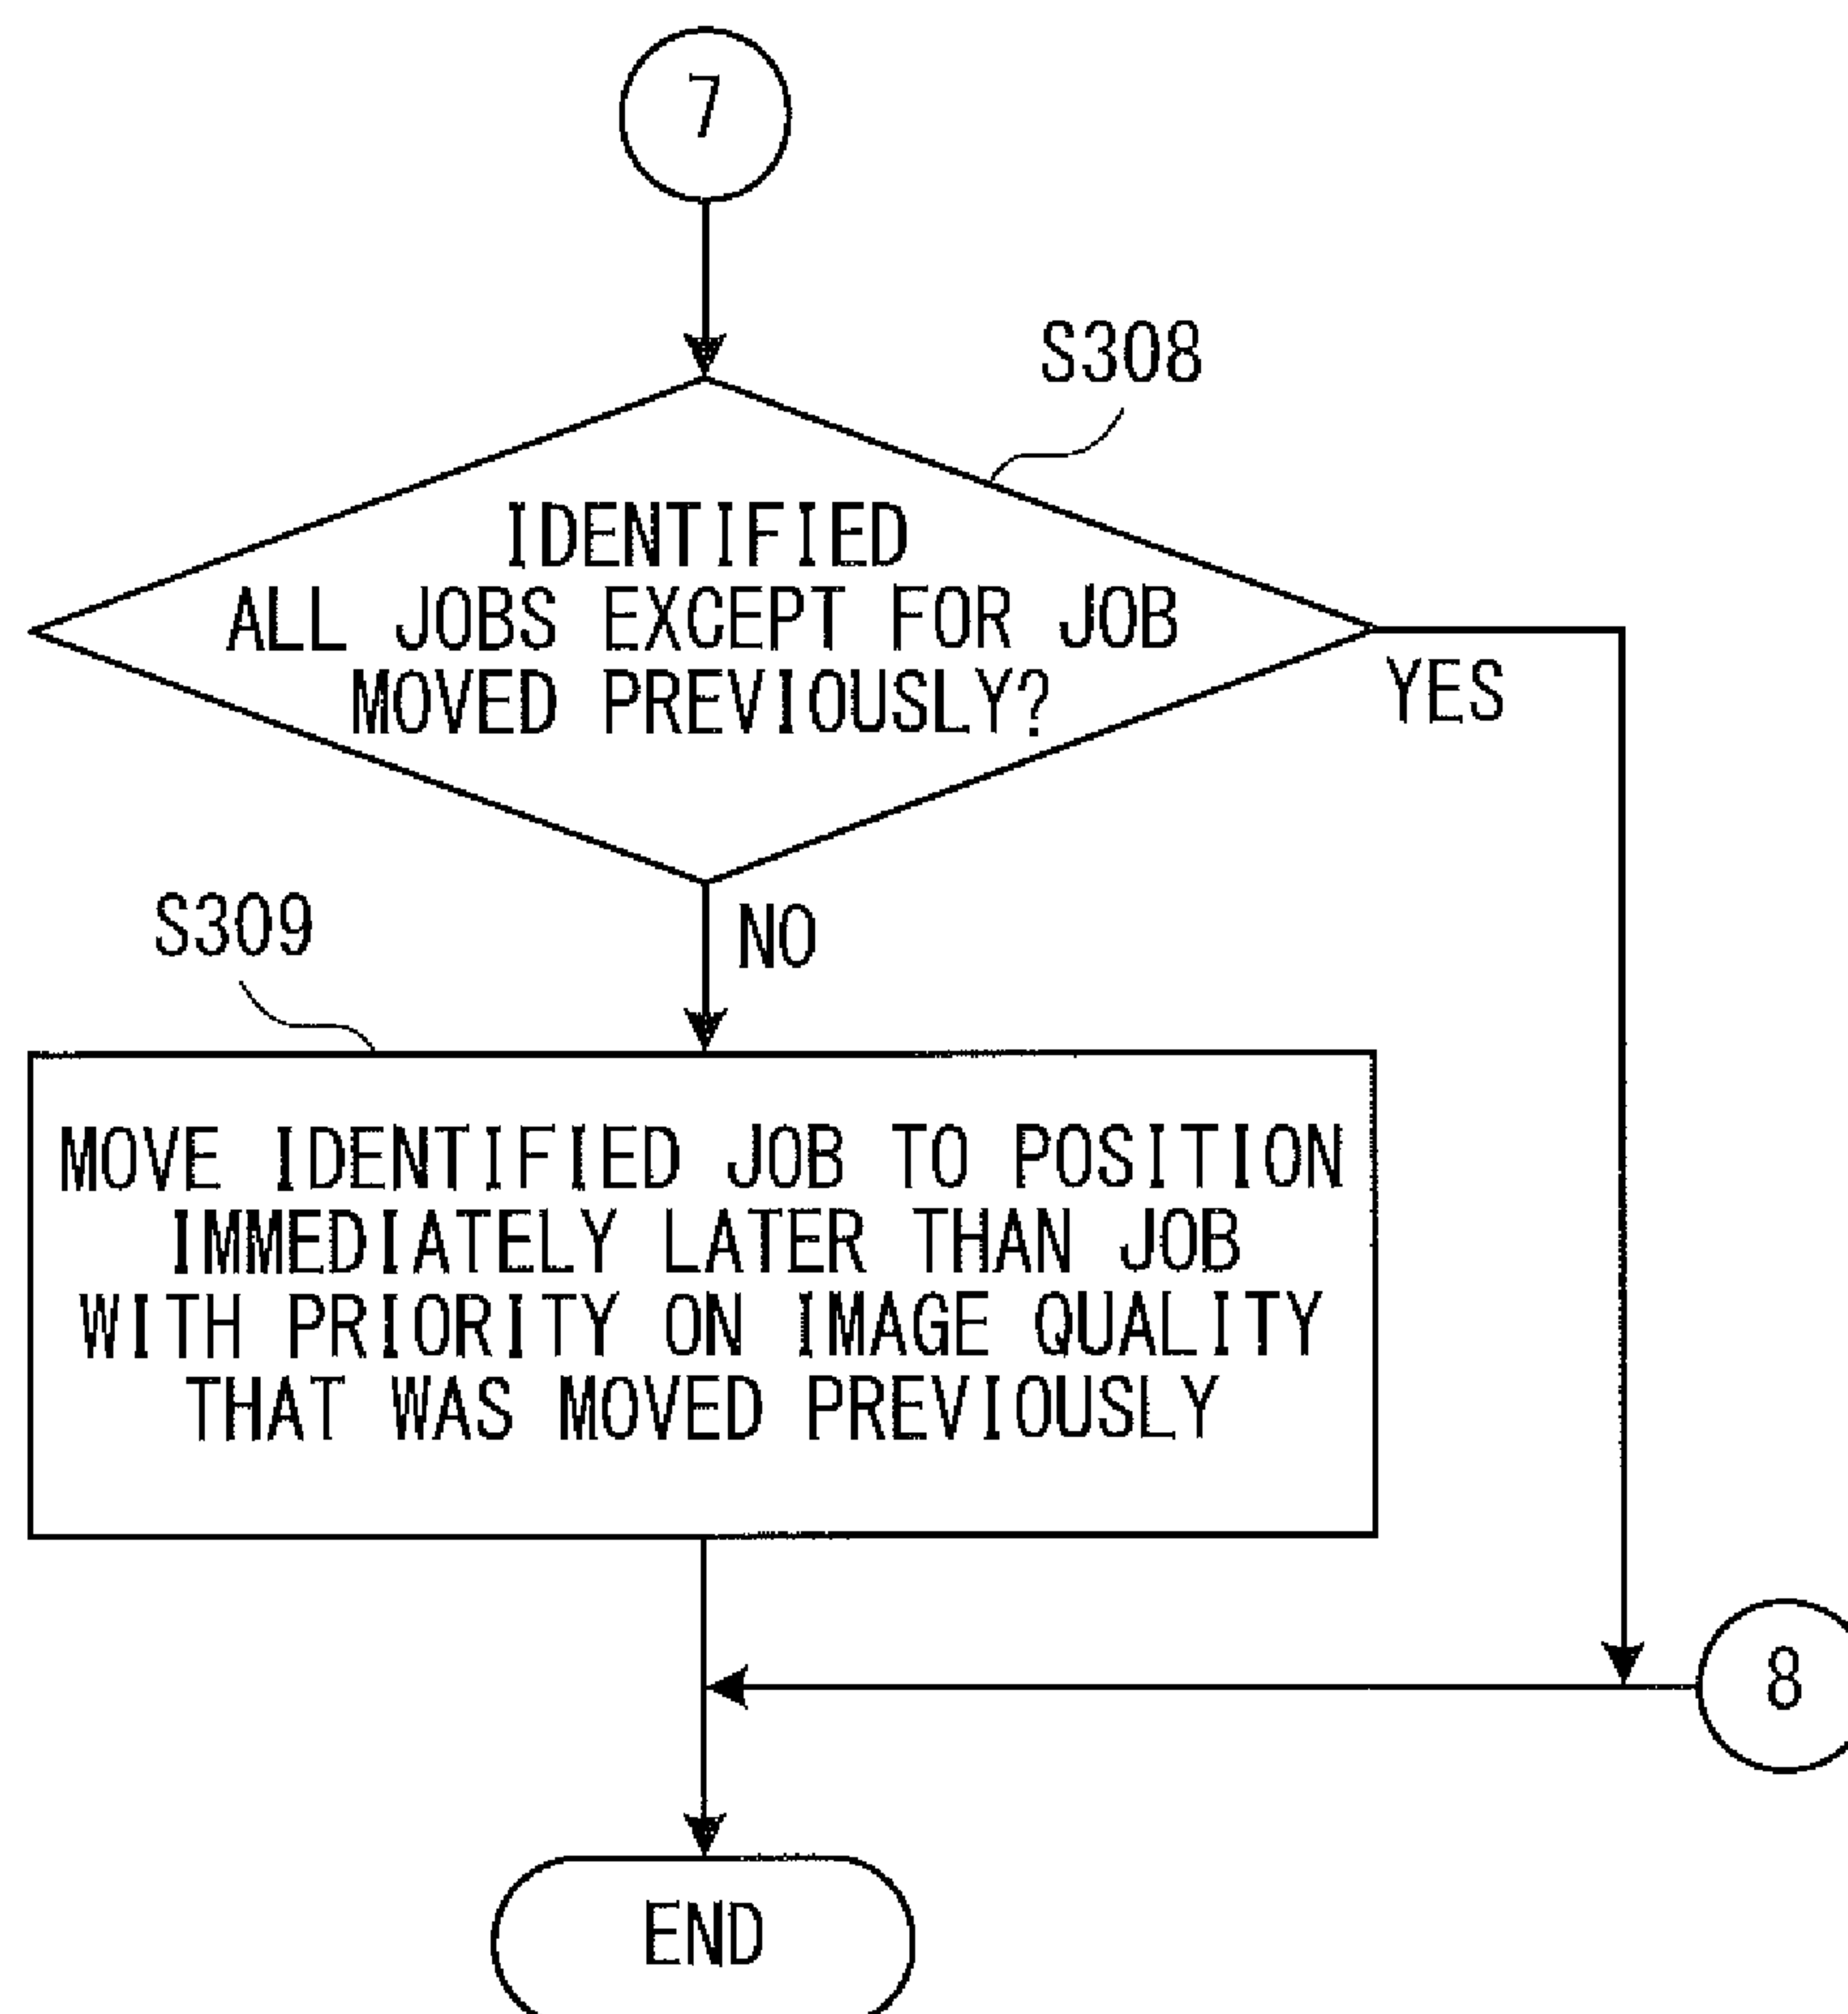 7
S308
IDENTIFIED
ALL JOBS EXCEPT FOR JOB
MOVED PREVIOUSLY?
YES
S309
NO
MOVE IDENTIFIED JOB TO POSITION
IMMEDIATELY LATER THAN JOB
WITH PRIORITY ON IMAGE QUALITY
THAT WAS MOVED PREVIOUSLY
8
END